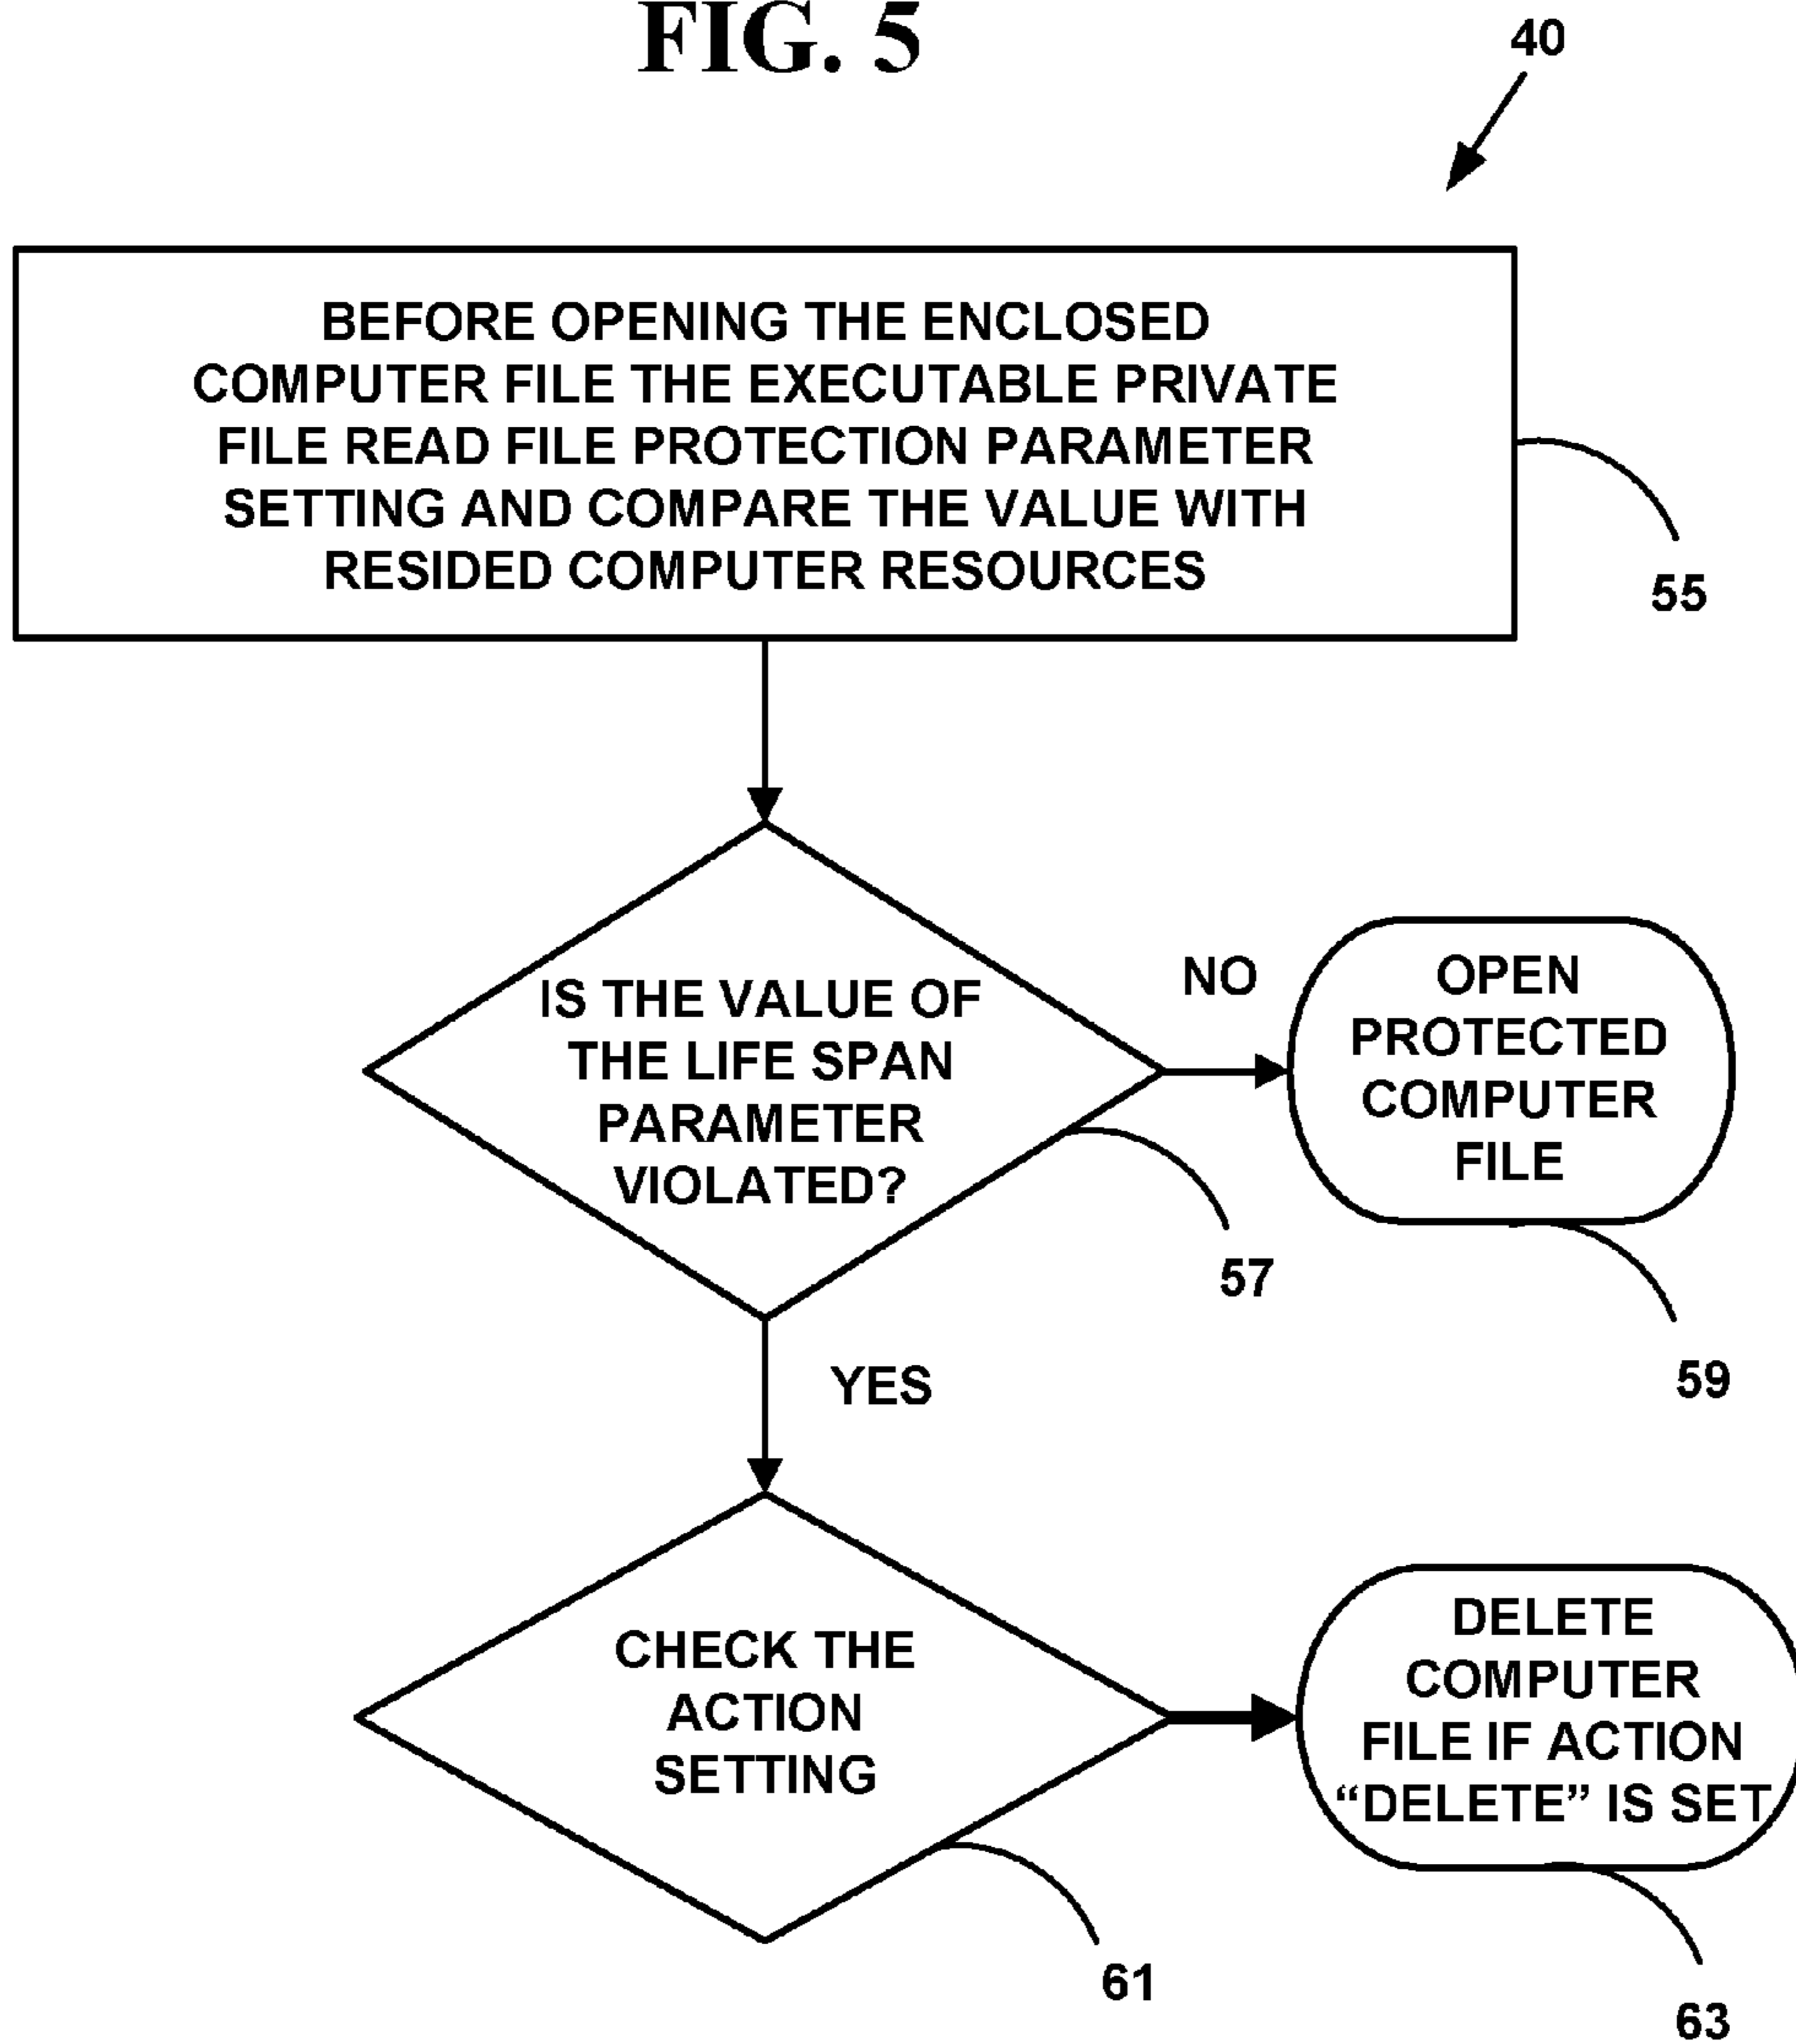 FIG. 5
40
BEFORE OPENING THE ENCLOSED
COMPUTER FILE THE EXECUTABLE PRIVATE
FILE READ FILE PROTECTION PARAMETER
SETTING AND COMPARE THE VALUE WITH
RESIDED COMPUTER RESOURCES
55
IS THE VALUE OF
THE LIFE SPAN
PARAMETER
VIOLATED?
57
NO
OPEN
PROTECTED
COMPUTER
FILE
59
YES
CHECK THE
ACTION
SETTING
61
DELETE
COMPUTER
FILE IF ACTION
“DELETE” IS SET
63